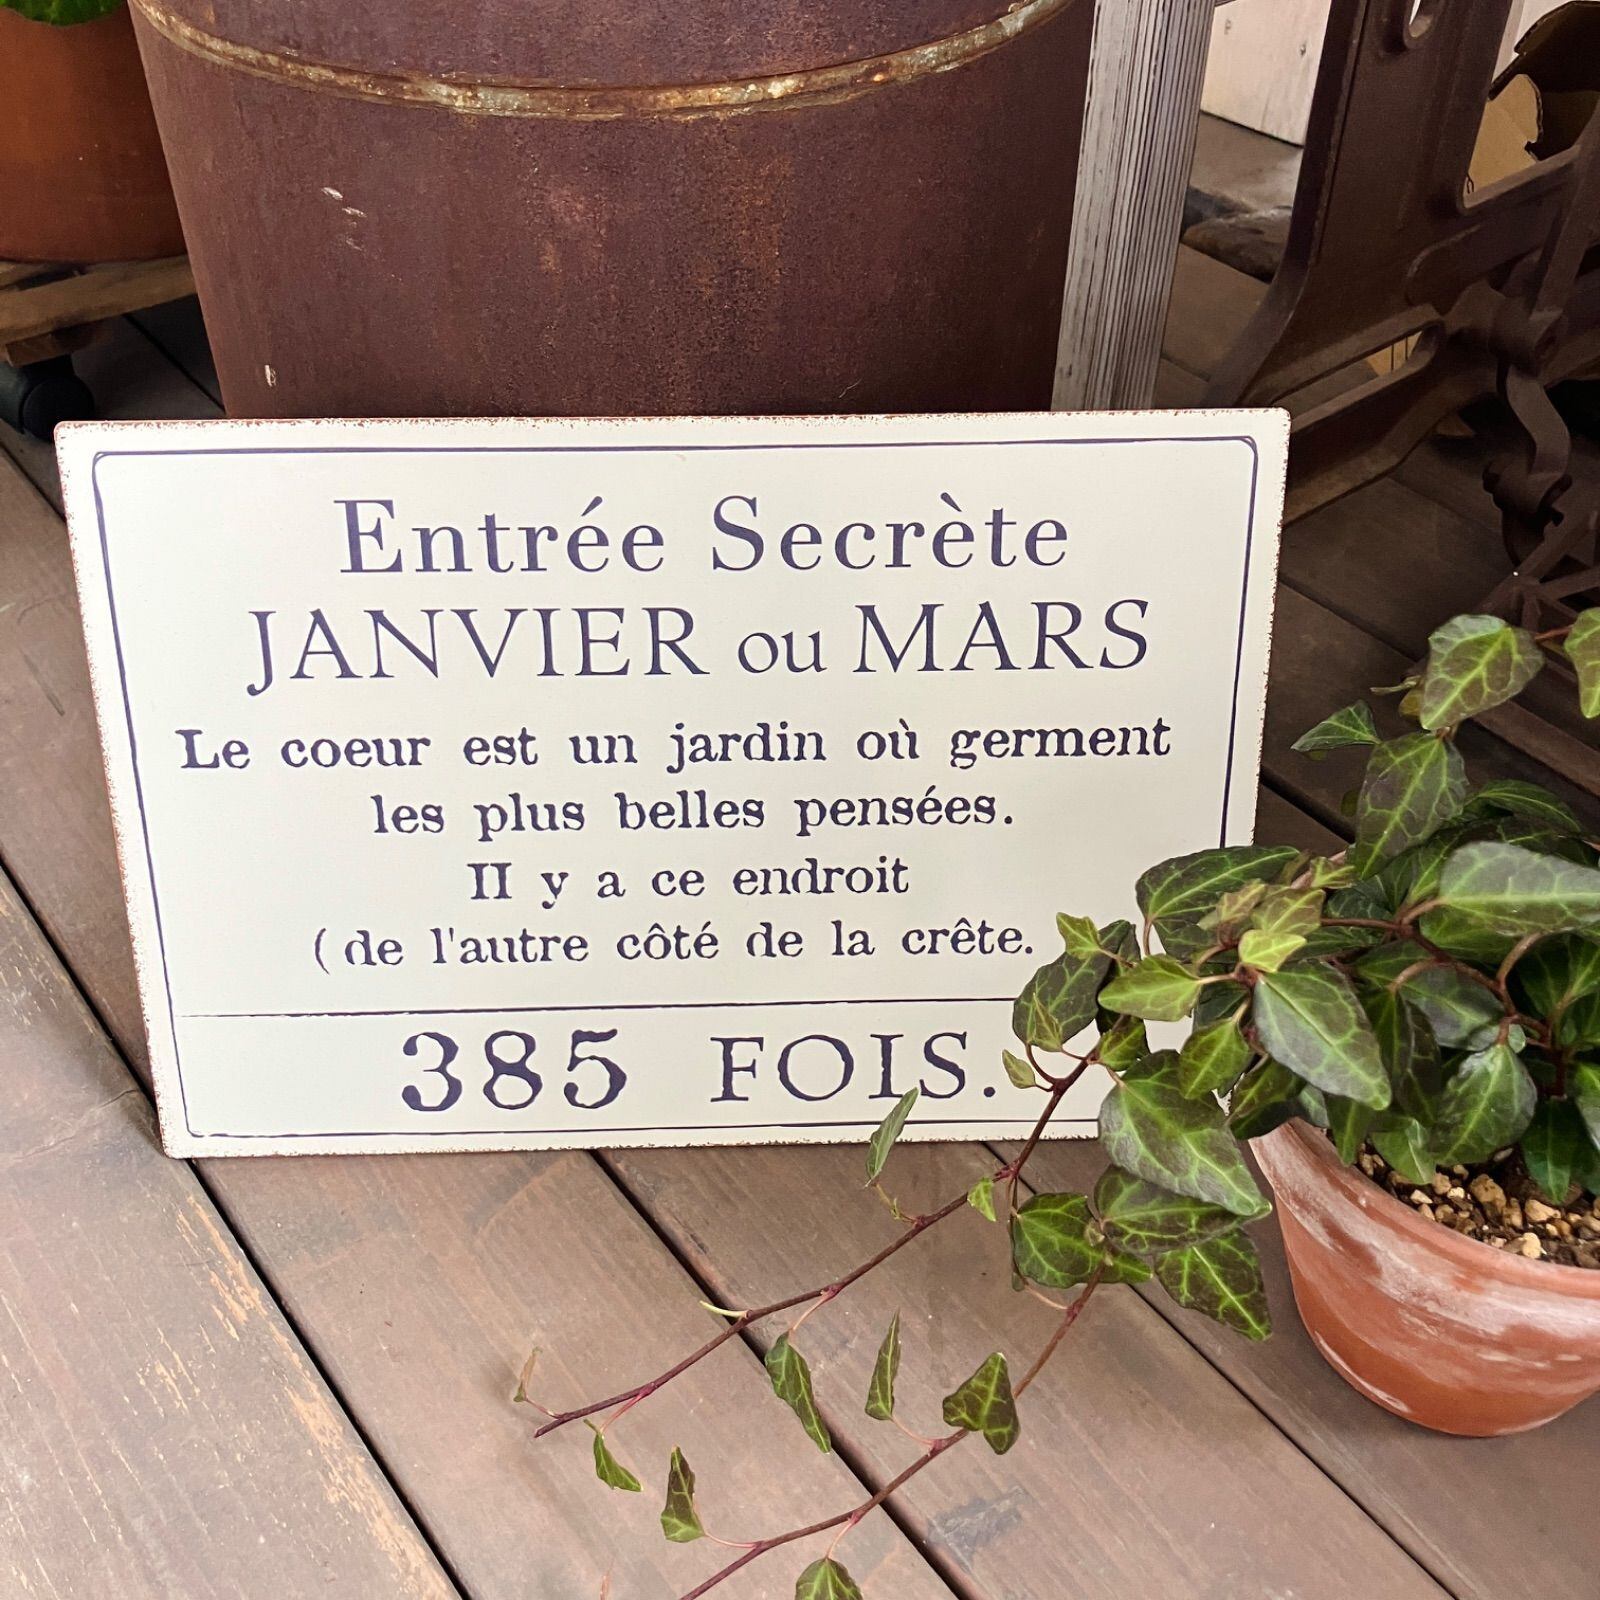 Entrée Secrète
JANVIER ou MARS
Le coeur est un jardin où germent
les plus belles pensées.
II y a ce endroit
( de l'autre côté de la crête.
385 FOIS.